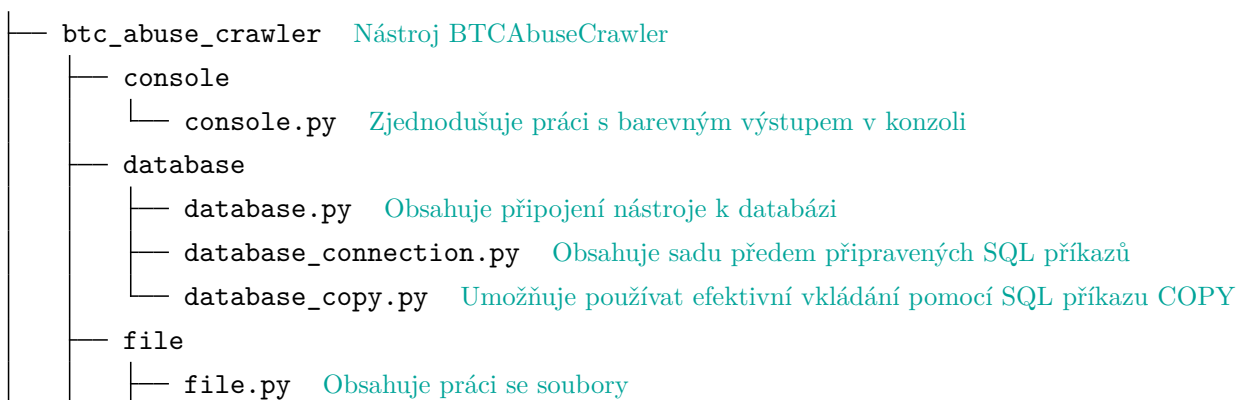 btc_abuse_crawler Nástroj BTCAbuseCrawler
console
console.py Zjednodušuje práci s barevným výstupem v konzoli
database
database.py Obsahuje připojení nástroje k databázi
database_connection.py Obsahuje sadu předem připravených SQL příkazů
database_copy.py Umožňuje používat efektivní vkládání pomocí SQL příkazu COPY
file
file.py Obsahuje práci se soubory